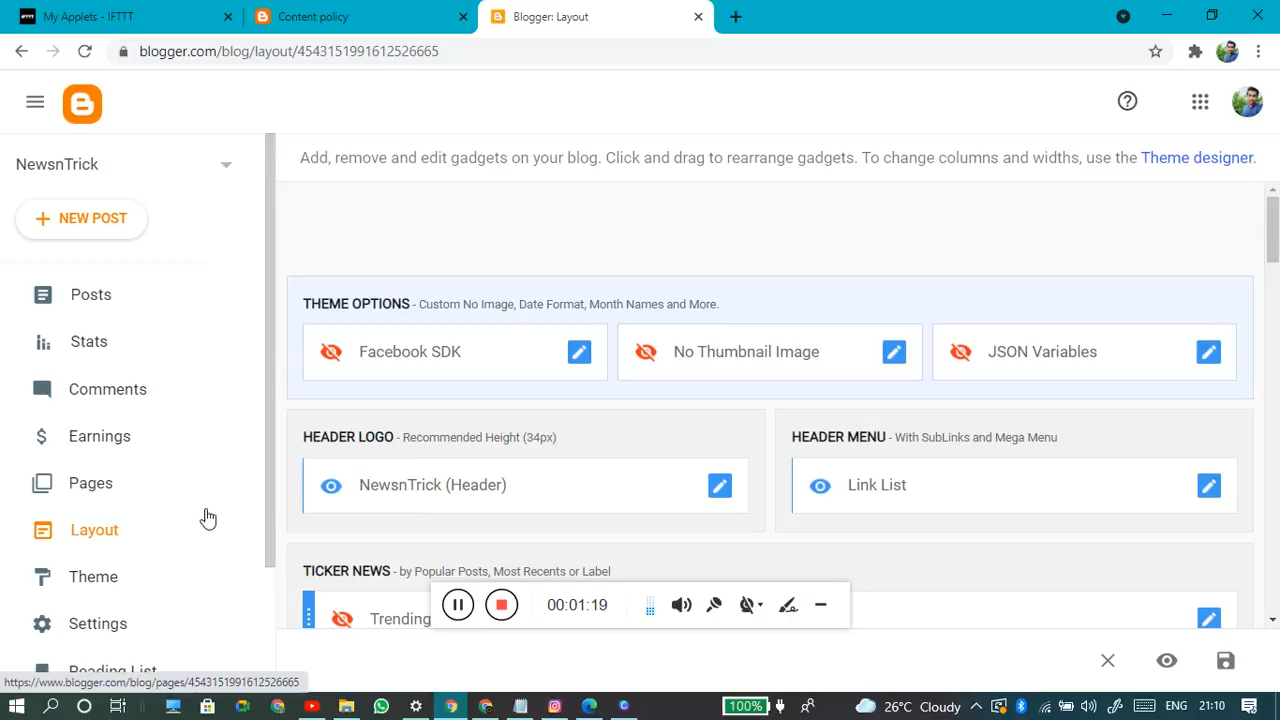 My Applets - IFTTT
Content policy
Blogger: Layout
blogger.com/blog/layout/4543151991612526665
NewsnTrick
NEW POST
Posts
Stats
Comments
Earnings
Pages
Layout
Theme
Settings
Reading List
https://www.blogger.com/blog/pages/4543151991612526665
Add, remove and edit gadgets on your blog. Click and drag to rearrange gadgets. To change columns and widths, use the Theme designer.
THEME OPTIONS - Custom No Image, Date Format, Month Names and More.
Facebook SDK
No Thumbnail Image
JSON Variables
HEADER LOGO - Recommended Height (34px)
NewsnTrick (Header)
HEADER MENU - With SubLinks and Mega Menu
Link List
TICKER NEWS - by Popular Posts, Most Recents or Label
Trending
00:01:19
100%
26°C Cloudy
ENG
21:10